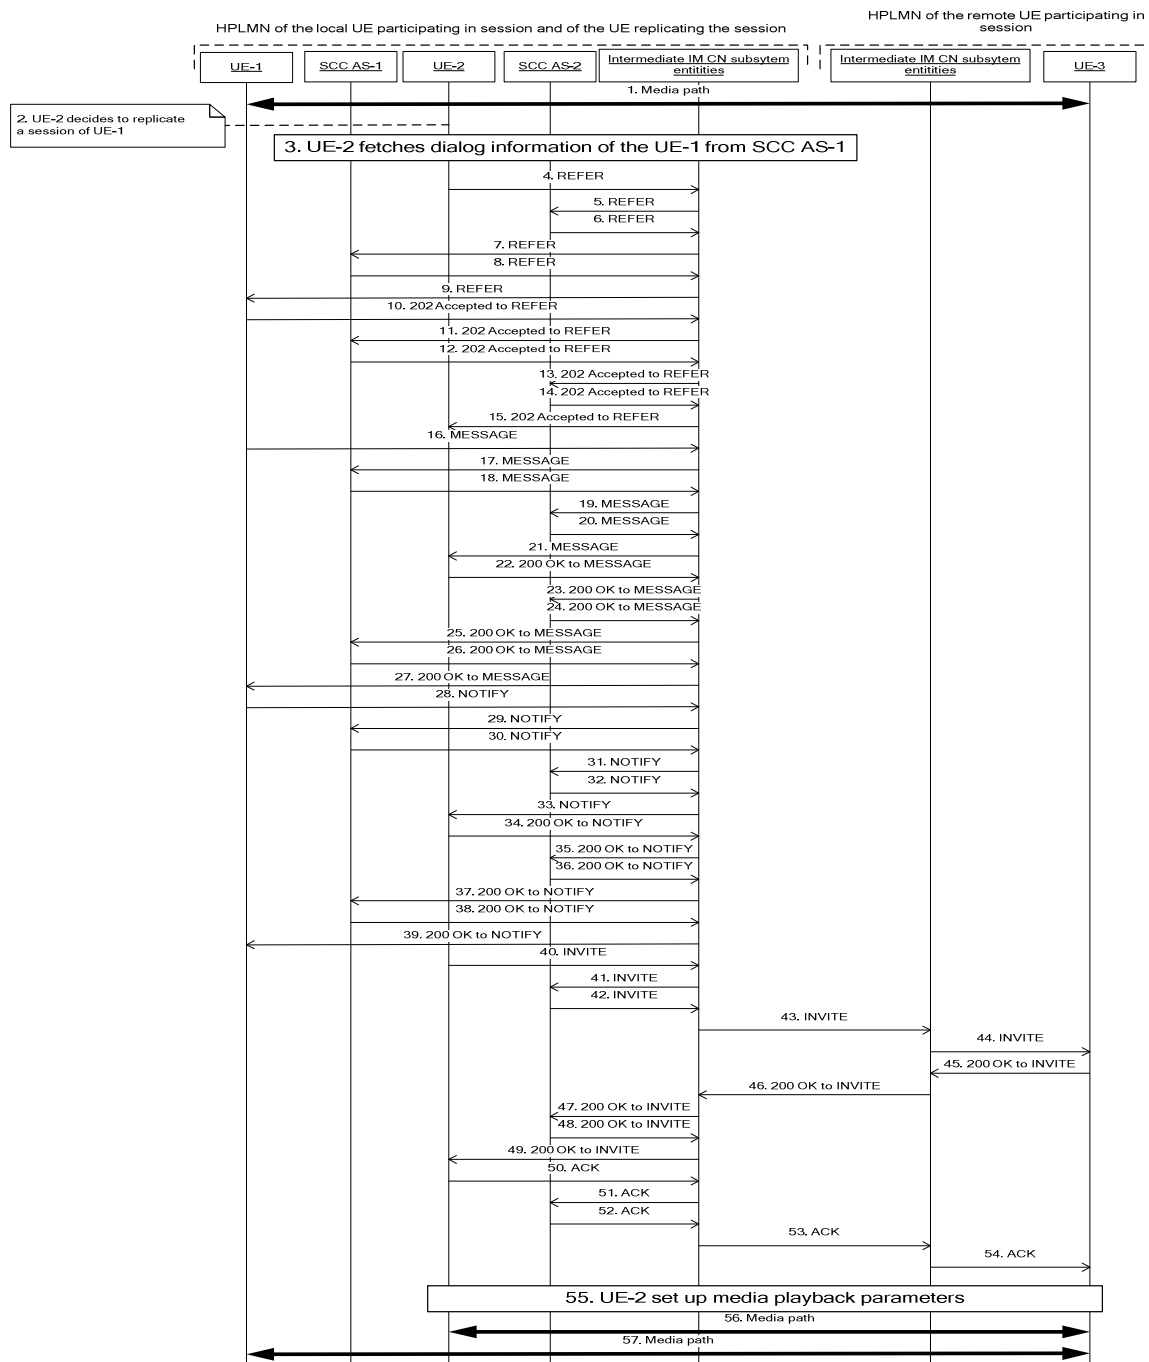 HPLMN of the local UE participating in session and of the UE replicating the session
HPLMN of the remote UE participating in
session
UE-1
SCC AS-1
UE-2
SCC AS-2
Intermediate IM CN subsytem
entitities
Intermediate IM CN subsystem
entitities
UE-3
1. Media path
2. UE-2 decides to replicate
a session of UE-1
3. UE-2 fetches dialog information of the UE-1 from SCC AS-1
4. REFER
5. REFER
6. REFER
7. REFER
8. REFER
9. REFER
10. 202 Accepted to REFER
11. 202 Accepted to REFER
12. 202 Accepted to REFER
13. 202 Accepted to REFER
14. 202 Accepted to REFER
15. 202 Accepted to REFER
16. MESSAGE
17. MESSAGE
18. MESSAGE
19. MESSAGE
20. MESSAGE
21. MESSAGE
22. 200 OK to MESSAGE
23. 200 OK to MESSAGE
24. 200 OK to MESSAGE
25. 200 OK to MESSAGE
26. 200 OK to MESSAGE
27. 200 OK to MESSAGE
28. NOTIFY
29. NOTIFY
30. NOTIFY
31. NOTIFY
32. NOTIFY
33. NOTIFY
34. 200 OK to NOTIFY
35. 200 OK to NOTIFY
36. 200 OK to NOTIFY
37. 200 OK to NOTIFY
38. 200 OK to NOTIFY
39. 200 OK to NOTIFY
40. INVITE
41. INVITE
42. INVITE
43. INVITE
44. INVITE
45. 200 OK to INVITE
46. 200 OK to INVITE
47. 200 OK to INVITE
48. 200 OK to INVITE
49. 200 OK to INVITE
50. ACK
51. ACK
52. ACK
53. ACK
54. ACK
55. UE-2 set up media playback parameters
56. Media path
57. Media path